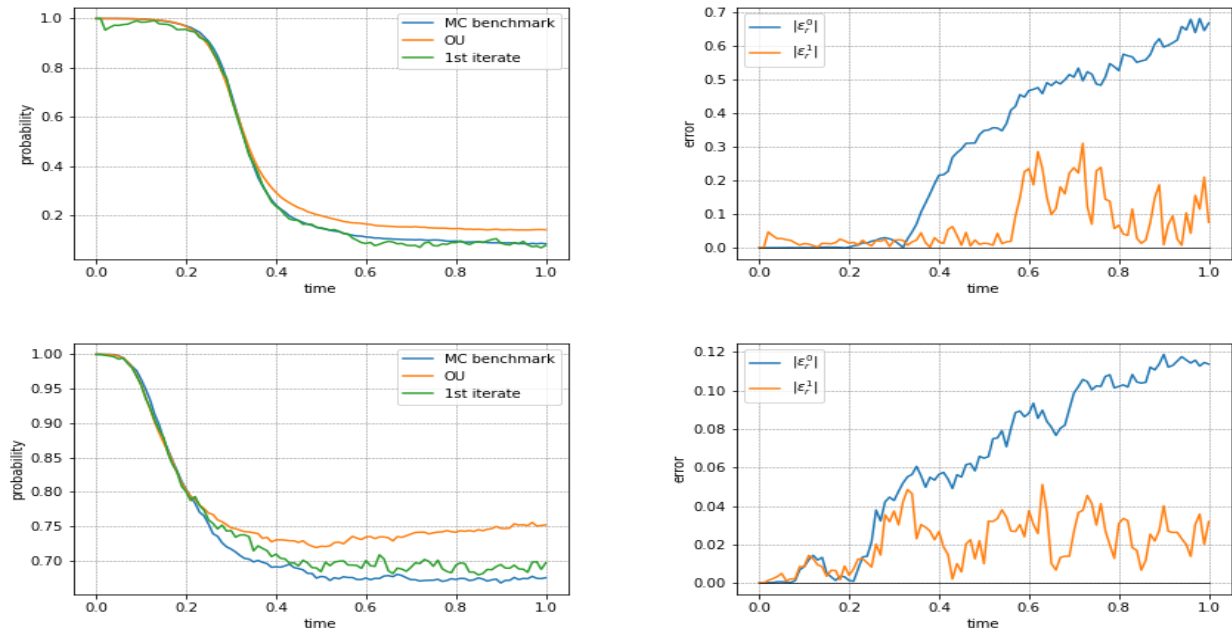 MC benchmark
OU
1st iterate
probability
1.0
0.8
0.6
0.4
0.2
0.0 0.2 0.4 0.6 0.8 1.0
time
|ε_r^0|
|ε_r^1|
error
0.7
0.6
0.5
0.4
0.3
0.2
0.1
0.0
0.0 0.2 0.4 0.6 0.8 1.0
time
MC benchmark
OU
1st iterate
probability
1.00
0.95
0.90
0.85
0.80
0.75
0.70
0.0 0.2 0.4 0.6 0.8 1.0
time
|ε_r^0|
|ε_r^1|
error
0.12
0.10
0.08
0.06
0.04
0.02
0.00
0.0 0.2 0.4 0.6 0.8 1.0
time